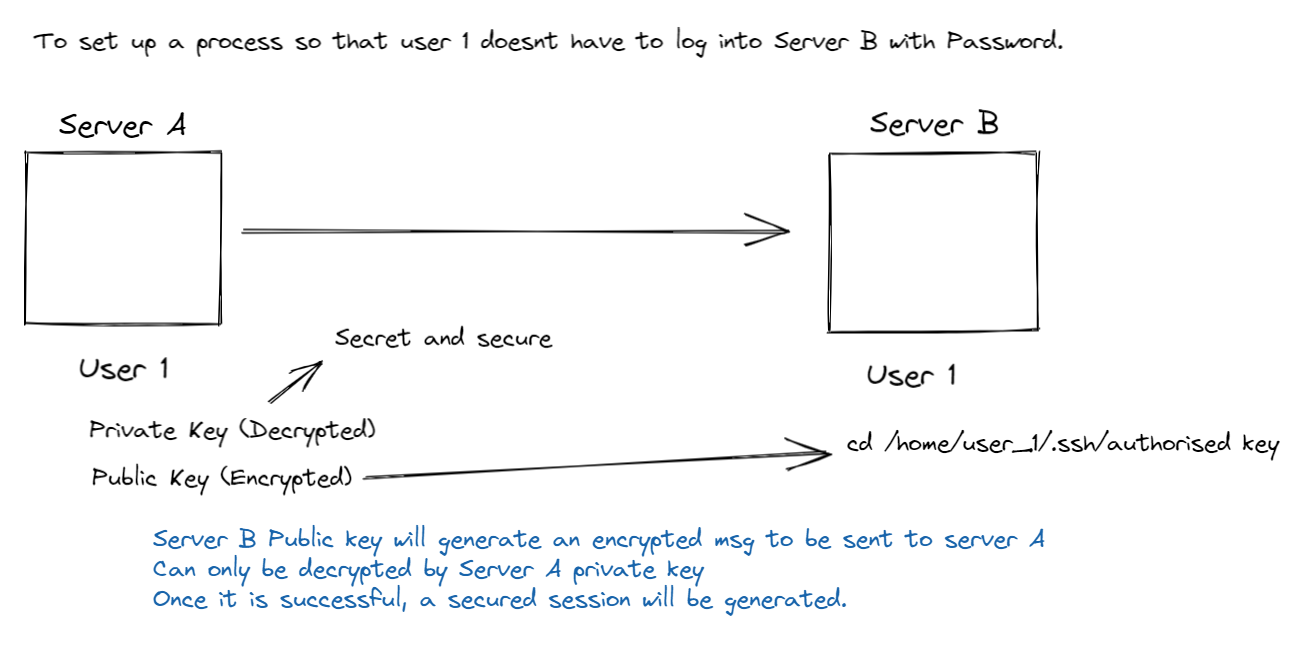 To set up a process so that user 1 doesnt have to log into Server B with Password.
Server A
Server B
Secret and secure
User 1
User 1
Private Key (Decrypted)
cd /home/user_1/.ssh/authorised key
Public Key (Encrypted)
Server B Public key will generate an encrypted msg to be sent to server A
Can only be decrypted by Server A private key
Once it is successful, a secured session will be generated.